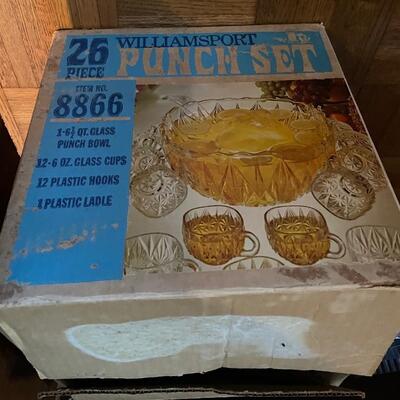 26
PIECE
WILLIAMSPORT
PUNCH SET
ITEM NO.
8866
1-6½ QT. GLASS
PUNCH BOWL
12-6 OZ. GLASS CUPS
12 PLASTIC HOOKS
1 PLASTIC LADLE